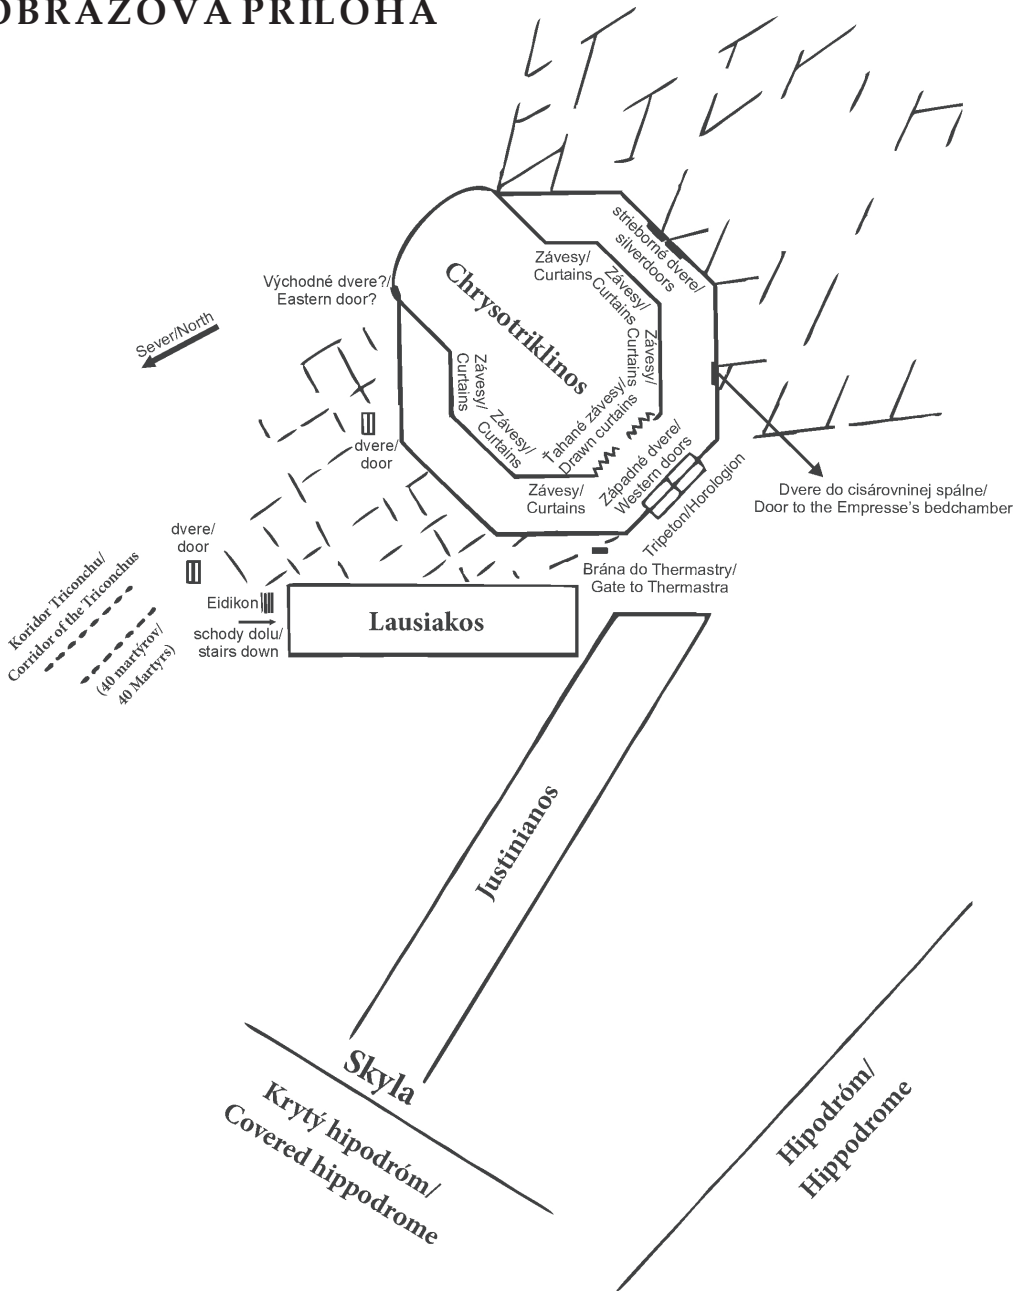 OBRAZOVÁ PRÍLOHA
strieborné dvere/
silverdoors
Závesy/
Curtains
Závesy/
Curtains
Východné dvere?/
Eastern door?
Chrysotriklinos
Sever/North
Závesy/
Curtains
Závesy/
Curtains
Závesy/
Curtains
Ťahané závesy/
Drawn curtains
Západné dvere/
Western doors
dvere/
door
Závesy/
Curtains
Tripeton/Horologion
Dvere do cisárovninej spálne/
Door to the Empresse's bedchamber
dvere/
door
Koridor Triconchu/
Corridor of the Triconchus
(40 martýrov/
40 Martyrs)
Brána do Thermastry/
Gate to Thermastra
Eidikon
schody dolu/
stairs down
Lausiakos
Justinianos
Skyla
Krytý hipodróm/
Covered hippodrome
Hipodróm/
Hippodrome